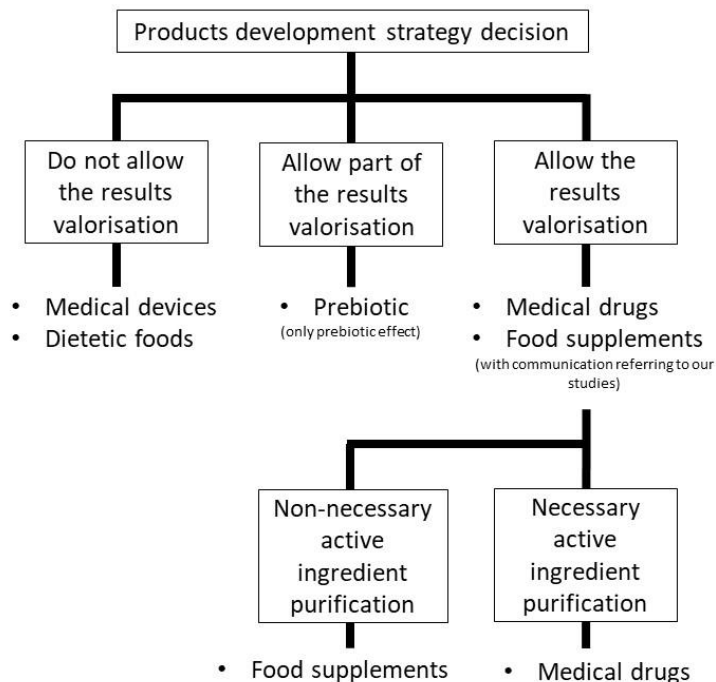 Products development strategy decision
Do not allow
the results
valorisation
Allow part of
the results
valorisation
Allow the
results
valorisation
• Medical devices
• Dietetic foods
• Prebiotic
(only prebiotic effect)
• Medical drugs
• Food supplements
(with communication referring to our
studies)
Non-necessary
active
ingredient
purification
Necessary
active
ingredient
purification
• Food supplements
• Medical drugs